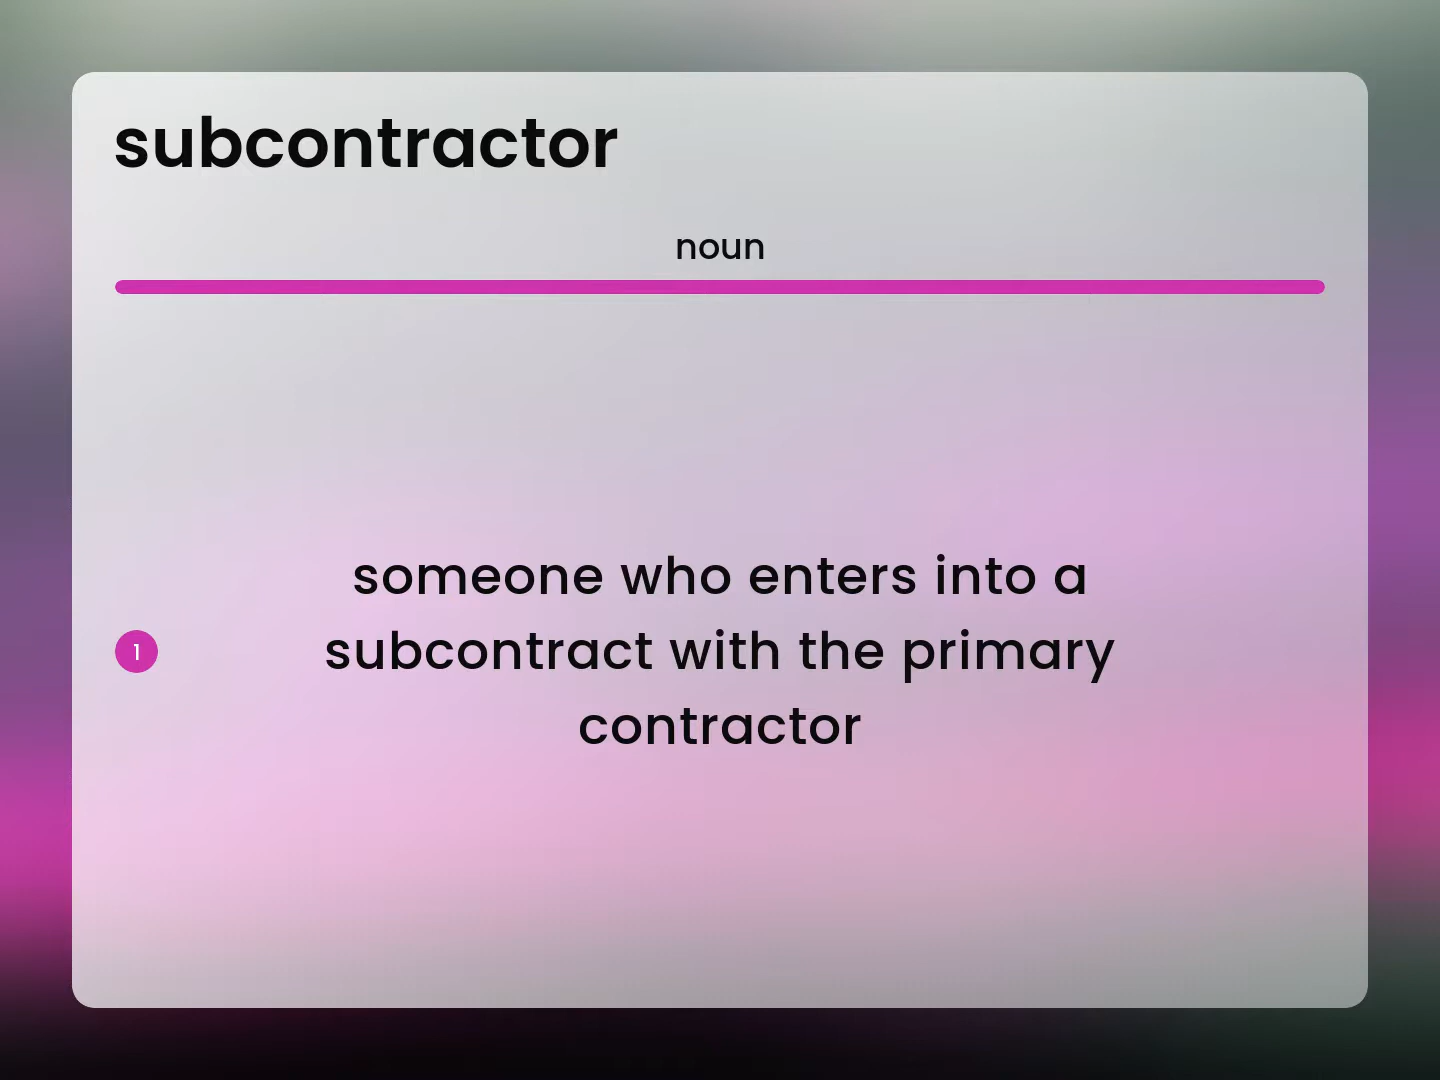 subcontractor
noun
1
someone who enters into a
subcontract with the primary
contractor